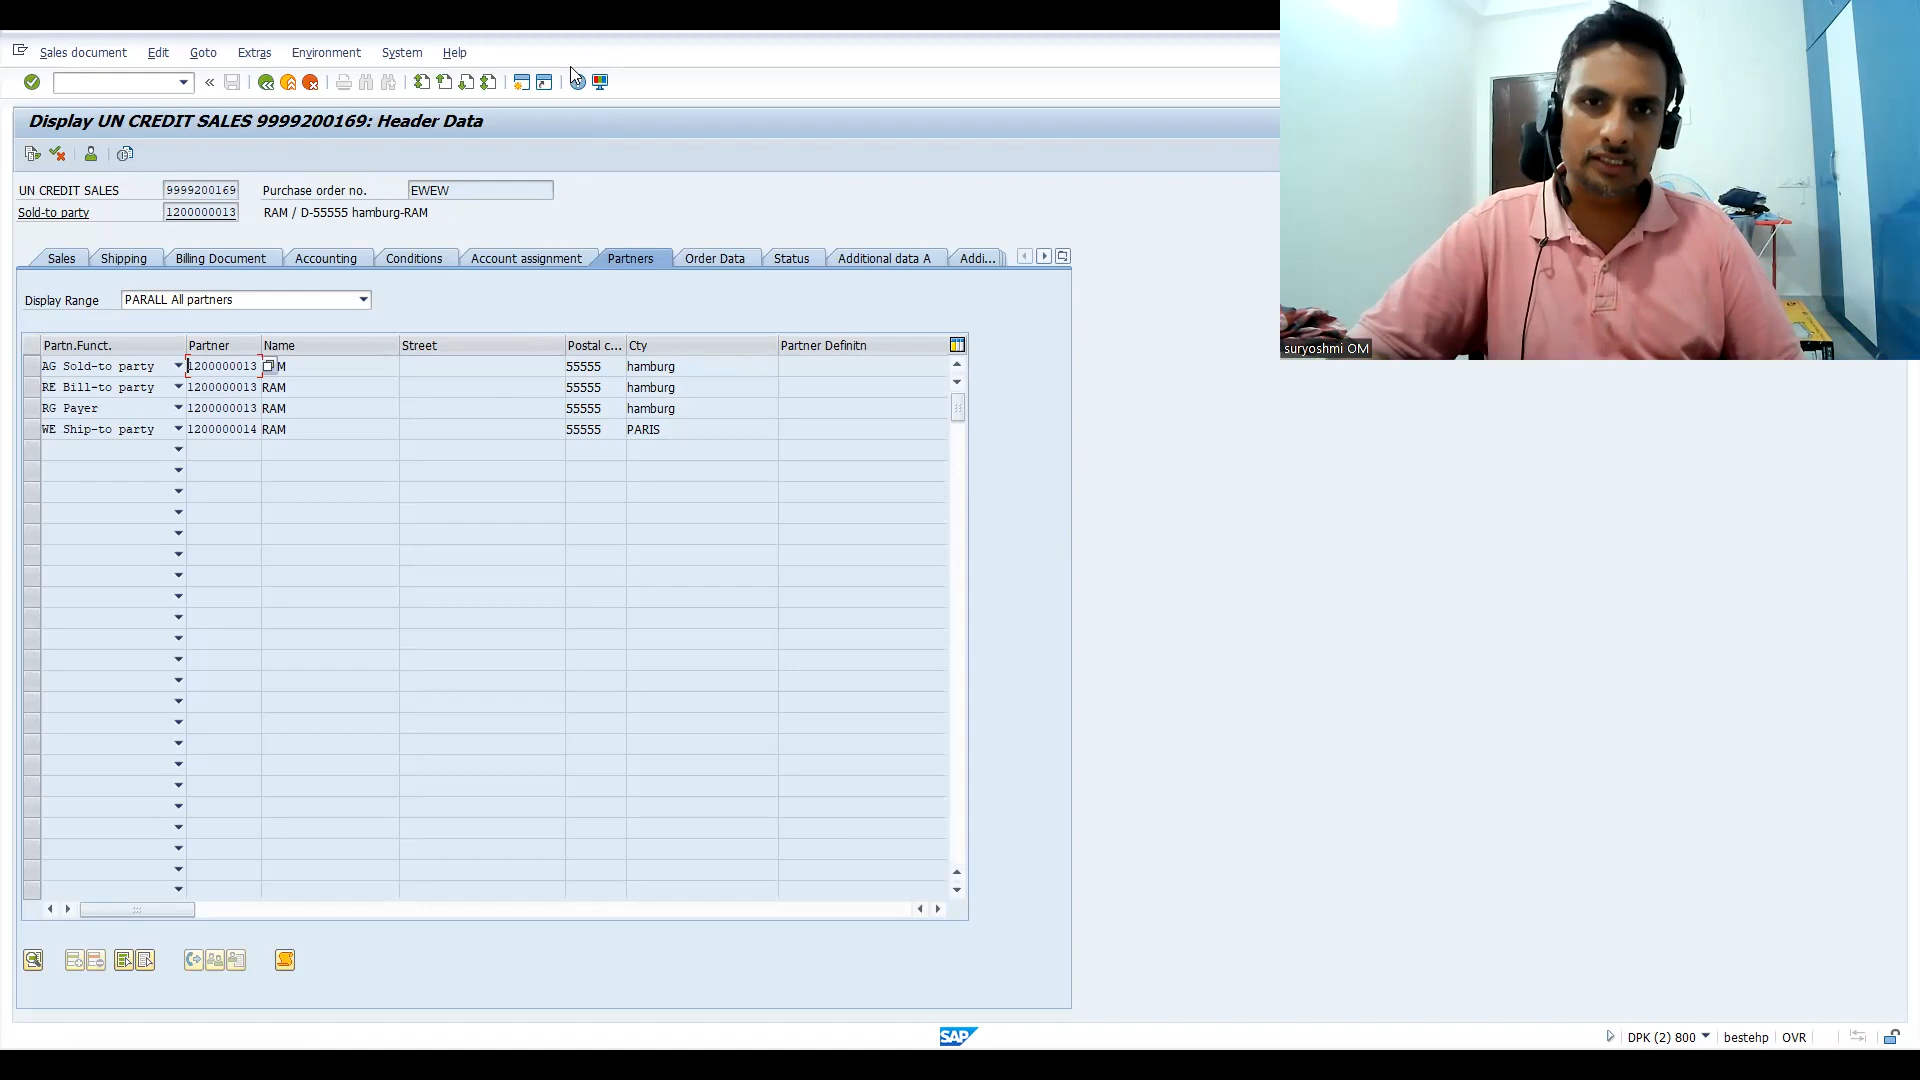 Sales document Edit Goto Extras Environment System Help
Display UN CREDIT SALES 9999200169: Header Data
UN CREDIT SALES 9999200169 Purchase order no. EWEW
Sold-to party 1200000013 RAM / D-55555 hamburg-RAM
Sales Shipping Billing Document Accounting Conditions Account assignment Partners Order Data Status Additional data A Addi...
Display Range PARALL All partners
Partn.Funct. Partner Name Street Postal c... Cty Partner Definitn
AG Sold-to party 1200000013 M 55555 hamburg
RE Bill-to party 1200000013 RAM 55555 hamburg
RG Payer 1200000013 RAM 55555 hamburg
WE Ship-to party 1200000014 RAM 55555 PARIS
suryoshmi OM
SAP
DPK (2) 800 bestehp OVR